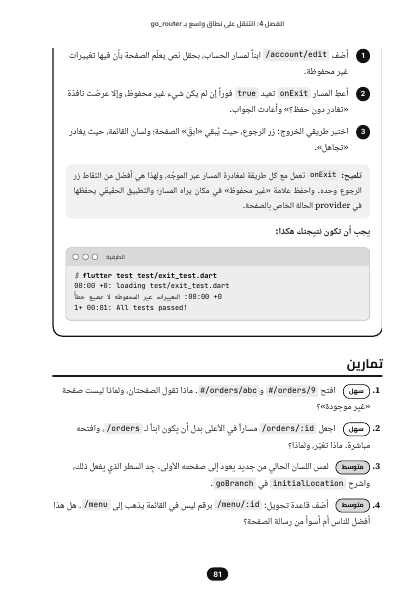 الفصل 4: التنقل على نطاق واسع بـ go_router
1 أضف /account/edit ابناً لمسار الحساب، بحقل نص يعلّم الصفحة بأن فيها تغييرات
غير محفوظة.
2 أعطِ المسار onExit تعيد true فوراً إن لم يكن شيء غير محفوظ، وإلا عرضت نافذة
«تغادر دون حفظ؟» وأعادت الجواب.
3 اختبر طريقي الخروج: زر الرجوع، حيث يُبقي «ابقَ» الصفحة؛ ولسان القائمة، حيث يغادر
«تجاهل».
تلميح: onExit تعمل مع كل طريقة لمغادرة المسار عبر الموجّه، ولهذا هي أفضل من التقاط زر
الرجوع وحده. واحفظ علامة «غير محفوظ» في مكان يراه المسار؛ والتطبيق الحقيقي يحفظها
في provider الحالة الخاص بالصفحة.
يجب أن تكون نتيجتك هكذا:
الطرفية
$ flutter test test/exit_test.dart
00:00 +0: loading test/exit_test.dart
00:00 +0: التغييرات غير المحفوظة لا تضيع خطأً
00:01 +1: All tests passed!
تمارين
1. سهل افتح /orders/9# و /orders/abc#. ماذا تقول الصفحتان، ولماذا ليست صفحة
«غير موجودة»؟
2. سهل اجعل /orders/:id مساراً في الأعلى بدل أن يكون ابناً لـ /orders، وافتحه
مباشرة. ماذا تغيّر، ولماذا؟
3. متوسط لمس اللسان الحالي من جديد يعود إلى صفحته الأولى. جِد السطر الذي يفعل ذلك،
واشرح initialLocation في goBranch.
4. متوسط أضف قاعدة تحويل: /menu/:id برقم ليس في القائمة يذهب إلى /menu. هل هذا
أفضل للناس أم أسوأ من رسالة الصفحة؟
81